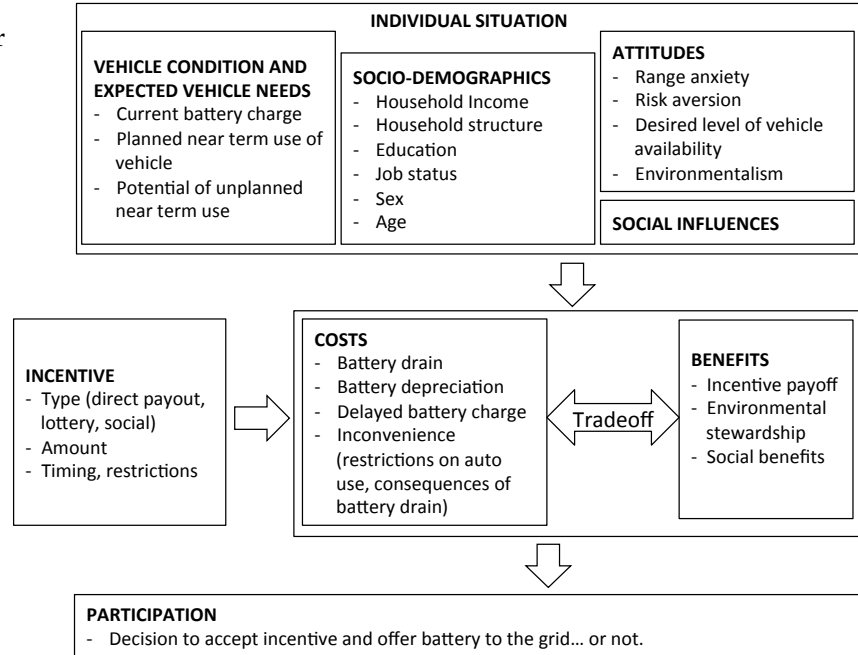 r
INDIVIDUAL SITUATION
VEHICLE CONDITION AND
EXPECTED VEHICLE NEEDS
- Current battery charge
- Planned near term use of
vehicle
- Potential of unplanned
near term use
SOCIO-DEMOGRAPHICS
- Household Income
- Household structure
- Education
- Job status
- Sex
- Age
ATTITUDES
- Range anxiety
- Risk aversion
- Desired level of vehicle
availability
- Environmentalism
SOCIAL INFLUENCES
INCENTIVE
- Type (direct payout,
lottery, social)
- Amount
- Timing, restrictions
COSTS
- Battery drain
- Battery depreciation
- Delayed battery charge
- Inconvenience
(restrictions on auto
use, consequences of
battery drain)
Tradeoff
BENEFITS
- Incentive payoff
- Environmental
stewardship
- Social benefits
PARTICIPATION
- Decision to accept incentive and offer battery to the grid... or not.